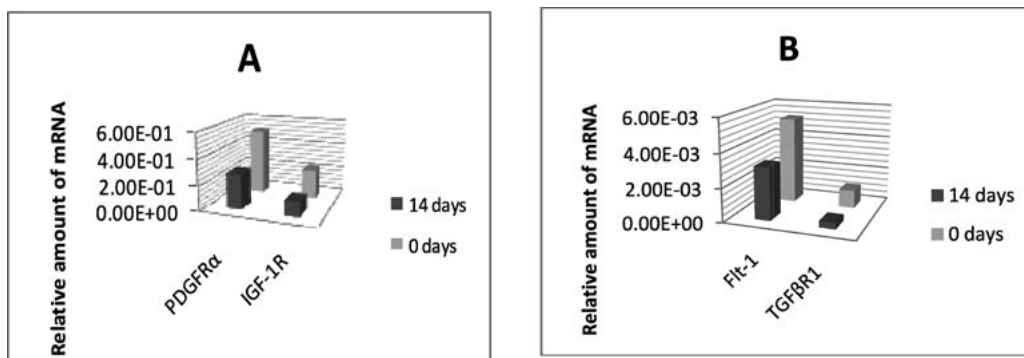 A
Relative amount of mRNA
6.00E-01
4.00E-01
2.00E-01
0.00E+00
PDGFRα
IGF-1R
14 days
0 days
B
Relative amount of mRNA
6.00E-03
4.00E-03
2.00E-03
0.00E+00
Flt-1
TGFβR1
14 days
0 days